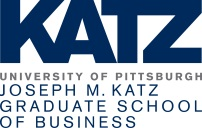 KATZ
UNIVERSITY OF PITTSBURGH
JOSEPH M. KATZ
GRADUATE SCHOOL
OF BUSINESS